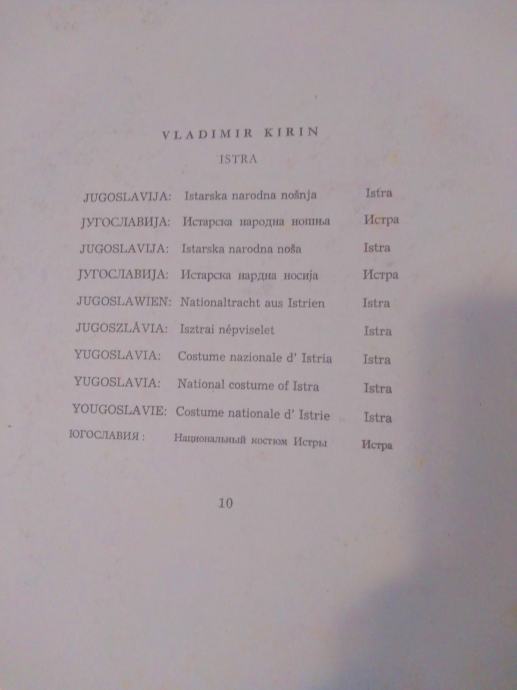 VLADIMIR KIRIN
ISTRA
JUGOSLAVIJA: Istarska narodna nošnja Istra
ЈУГОСЛАВИЈА: Истарска народна ношња Истра
JUGOSLAVIJA: Istarska narodna noša Istra
ЈУГОСЛАВИЈА: Истарска нардна носија Истра
JUGOSLAWIEN: Nationaltracht aus Istrien Istra
JUGOSZLÁVIA: Isztrai népviselet Istra
YUGOSLAVIA: Costume nazionale d' Istria Istra
YUGOSLAVIA: National costume of Istra Istra
YOUGOSLAVIE: Costume nationale d' Istrie Istra
ЮГОСЛАВИЯ: Национальный костюм Истры Истра
10